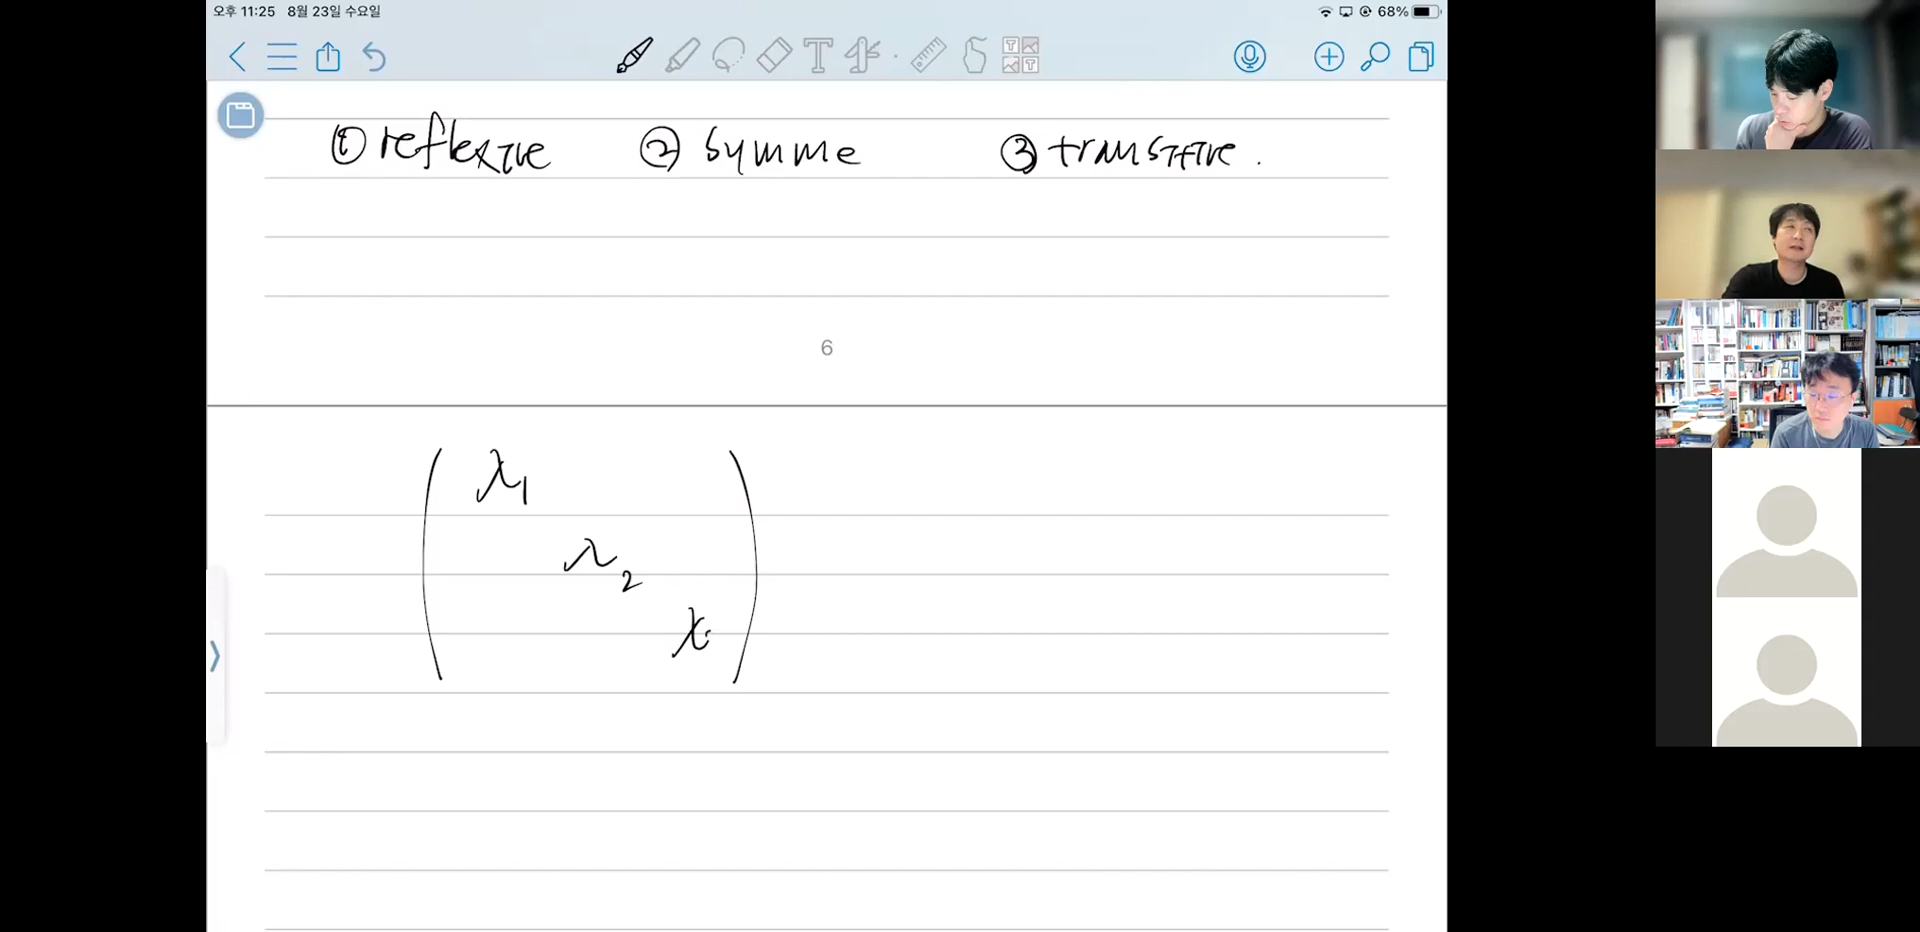 오후 11:25 8월 23일 수요일 68%
① reflexive ② symme ③ transitive.
6
λ1
λ2
λ